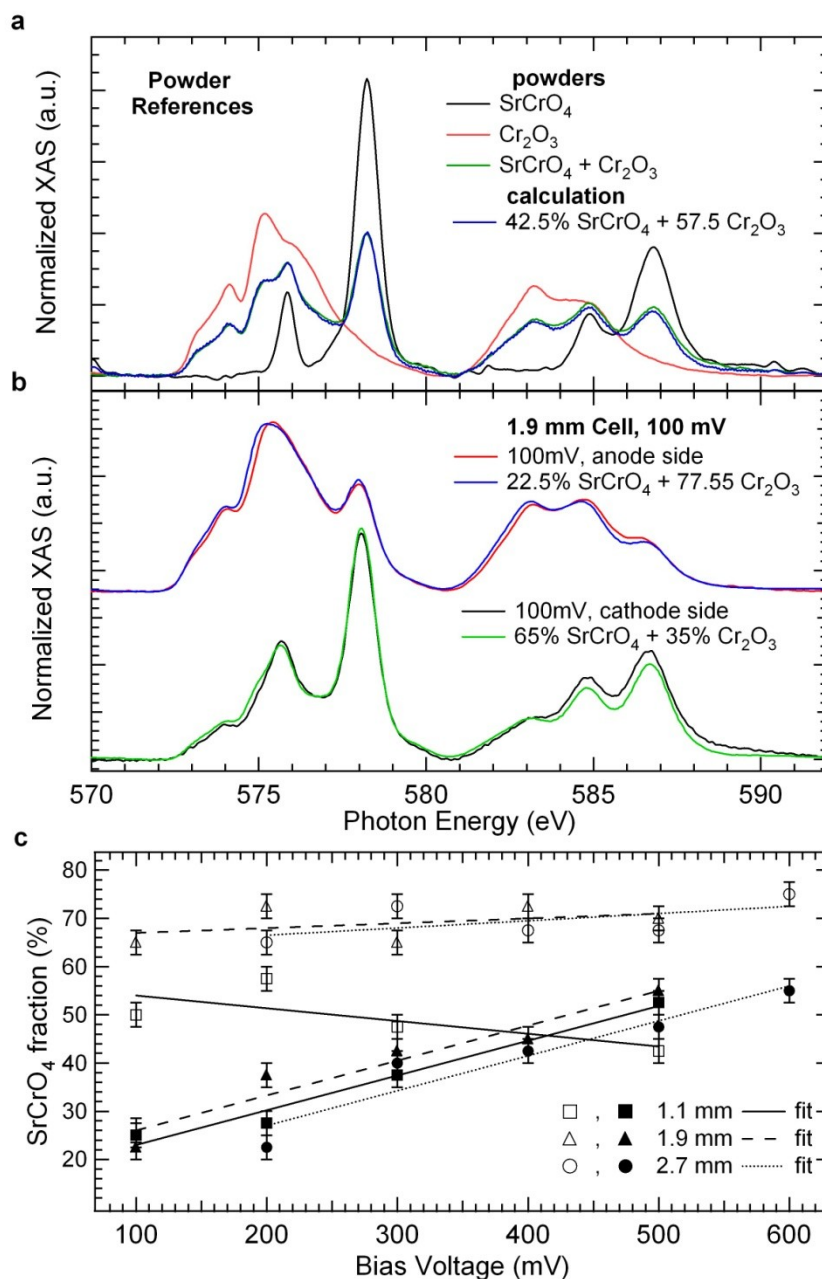 a
Powder
References
powders
SrCrO₄
Cr₂O₃
SrCrO₄ + Cr₂O₃
calculation
42.5% SrCrO₄ + 57.5 Cr₂O₃
Normalized XAS (a.u.)
b
1.9 mm Cell, 100 mV
100mV, anode side
22.5% SrCrO₄ + 77.55 Cr₂O₃
100mV, cathode side
65% SrCrO₄ + 35% Cr₂O₃
Normalized XAS (a.u.)
570 575 580 585 590
Photon Energy (eV)
c
80
70
60
50
40
30
20
SrCrO₄ fraction (%)
, 1.1 mm fit
, 1.9 mm fit
, 2.7 mm fit
100 200 300 400 500 600
Bias Voltage (mV)